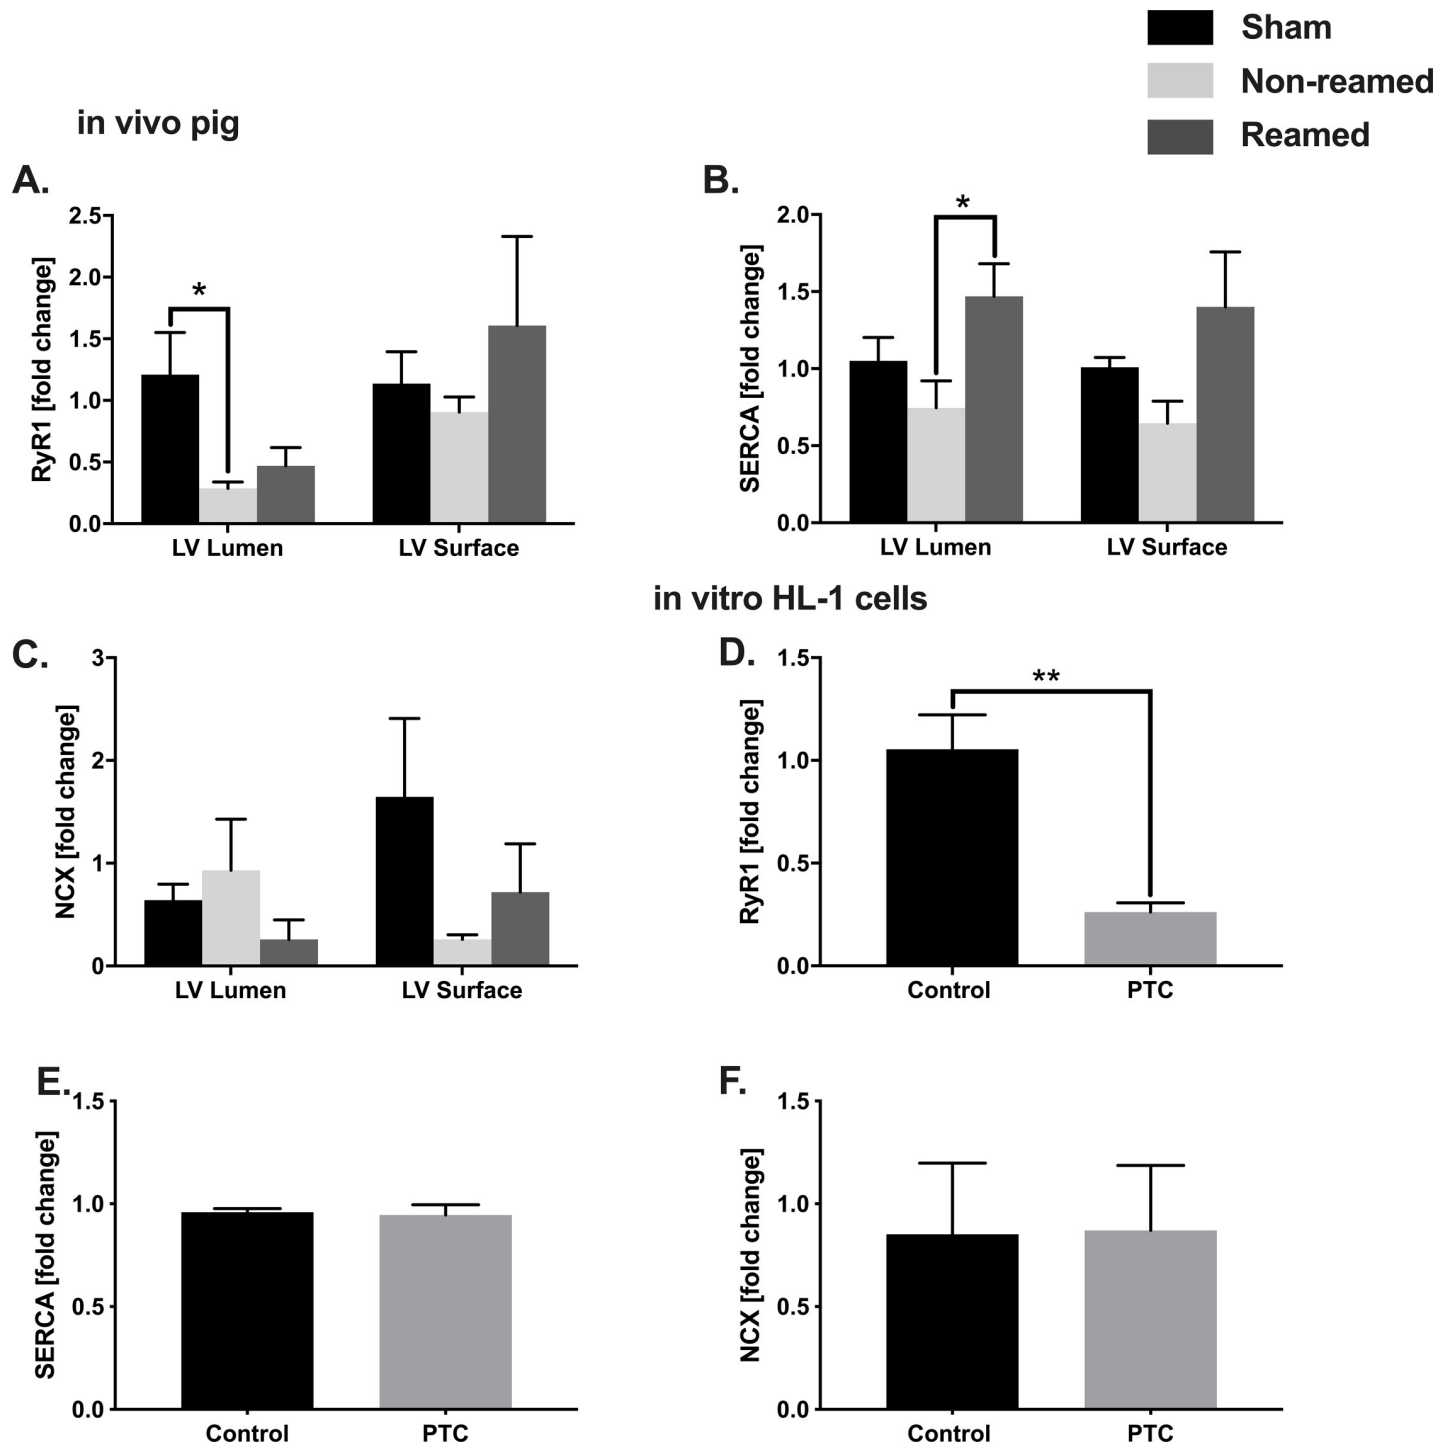 Sham
Non-reamed
Reamed
in vivo pig
A.
RyR1 [fold change]
2.5
2.0
1.5
1.0
0.5
0.0
*
LV Lumen
LV Surface
B.
SERCA [fold change]
2.0
1.5
1.0
0.5
0.0
*
LV Lumen
LV Surface
in vitro HL-1 cells
C.
NCX [fold change]
3
2
1
0
LV Lumen
LV Surface
D.
RyR1 [fold change]
1.5
1.0
0.5
0.0
**
Control
PTC
E.
SERCA [fold change]
1.5
1.0
0.5
0.0
Control
PTC
F.
NCX [fold change]
1.5
1.0
0.5
0.0
Control
PTC